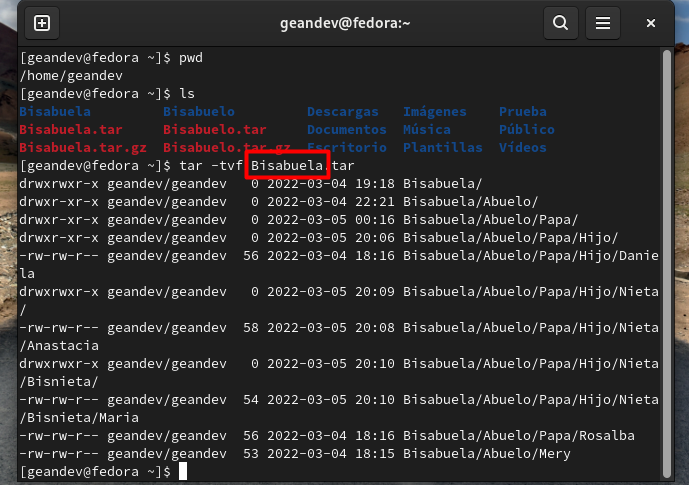 geandev@fedora:~
[geandev@fedora ~]$ pwd
/home/geandev
[geandev@fedora ~]$ ls
Bisabuela Bisabuelo Descargas Imágenes Prueba
Bisabuela.tar Bisabuelo.tar Documentos Música Público
Bisabuela.tar.gz Bisabuelo.tar.gz Escritorio Plantillas Vídeos
[geandev@fedora ~]$ tar -tvf Bisabuela.tar
drwxrwxr-x geandev/geandev 0 2022-03-04 19:18 Bisabuela/
drwxr-xr-x geandev/geandev 0 2022-03-04 22:21 Bisabuela/Abuelo/
drwxr-xr-x geandev/geandev 0 2022-03-05 00:16 Bisabuela/Abuelo/Papa/
drwxr-xr-x geandev/geandev 0 2022-03-05 20:06 Bisabuela/Abuelo/Papa/Hijo/
-rw-rw-r-- geandev/geandev 56 2022-03-04 18:16 Bisabuela/Abuelo/Papa/Hijo/Danie
la
drwxrwxr-x geandev/geandev 0 2022-03-05 20:09 Bisabuela/Abuelo/Papa/Hijo/Nieta
/
-rw-rw-r-- geandev/geandev 58 2022-03-05 20:08 Bisabuela/Abuelo/Papa/Hijo/Nieta
/Anastacia
drwxrwxr-x geandev/geandev 0 2022-03-05 20:10 Bisabuela/Abuelo/Papa/Hijo/Nieta
/Bisnieta/
-rw-rw-r-- geandev/geandev 54 2022-03-05 20:10 Bisabuela/Abuelo/Papa/Hijo/Nieta
/Bisnieta/Maria
-rw-rw-r-- geandev/geandev 56 2022-03-04 18:16 Bisabuela/Abuelo/Papa/Rosalba
-rw-rw-r-- geandev/geandev 53 2022-03-04 18:15 Bisabuela/Abuelo/Mery
[geandev@fedora ~]$